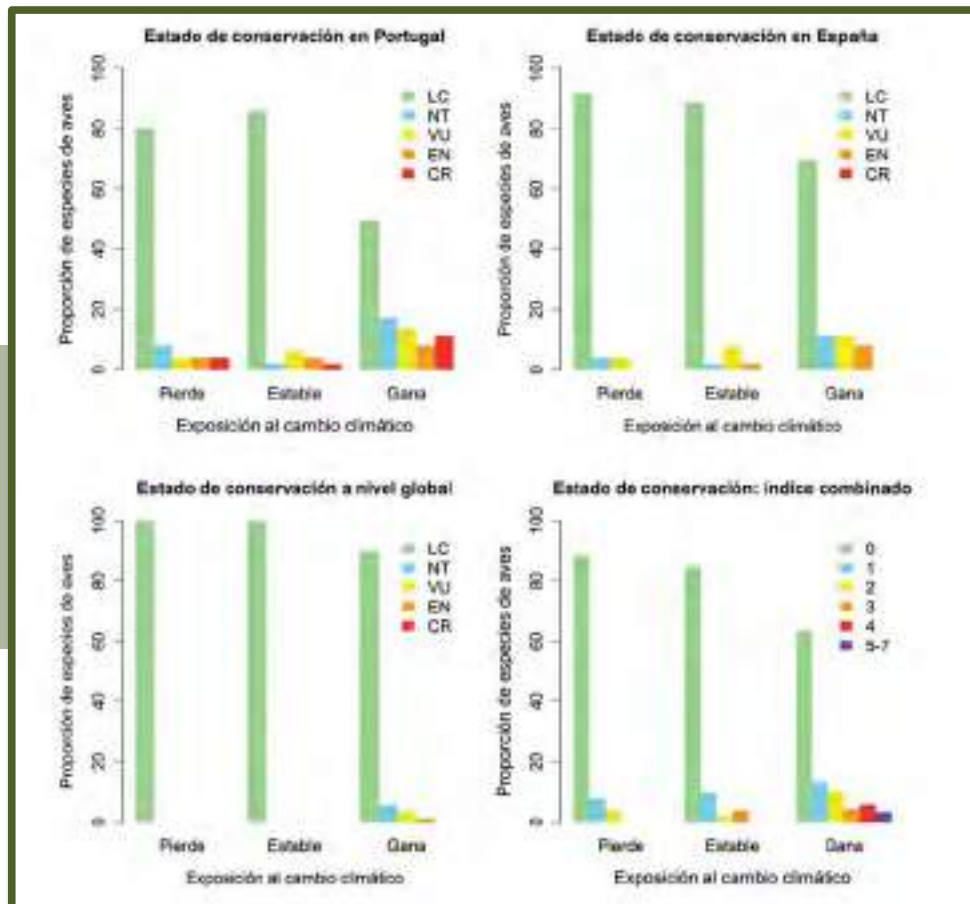 Estado de conservación en Portugal
Proporción de especies de aves
100
80
60
40
20
0
LC
NT
VU
EN
CR
Pierde
Estable
Gana
Exposición al cambio climático
Estado de conservación en España
Proporción de especies de aves
100
80
60
40
20
0
LC
NT
VU
EN
CR
Pierde
Estable
Gana
Exposición al cambio climático
Estado de conservación a nivel global
Proporción de especies de aves
100
80
60
40
20
0
LC
NT
VU
EN
CR
Pierde
Estable
Gana
Exposición al cambio climático
Estado de conservación: índice combinado
Proporción de especies de aves
100
80
60
40
20
0
0
1
2
3
4
5-7
Pierde
Estable
Gana
Exposición al cambio climático